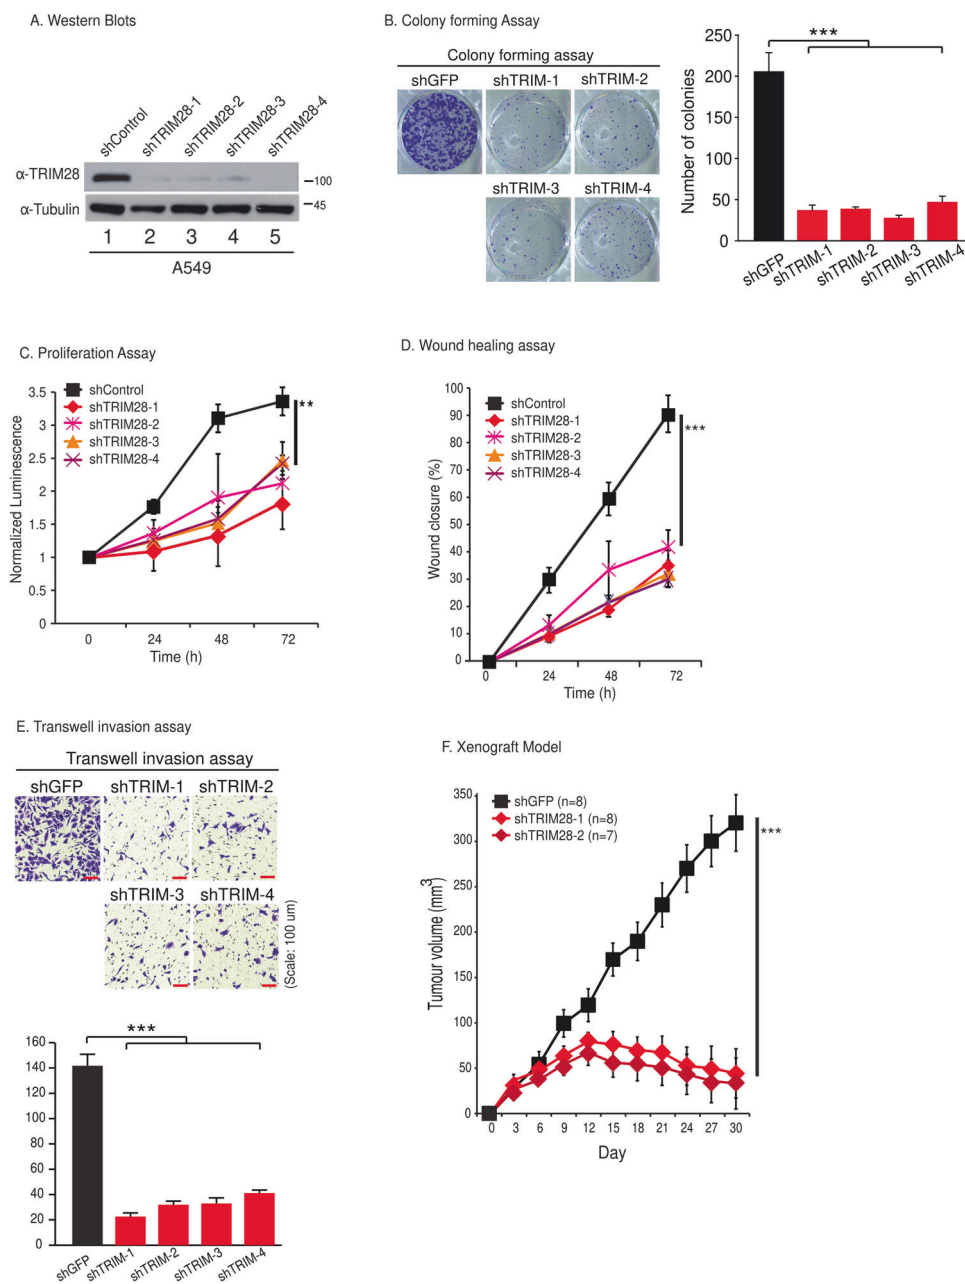 A. Western Blots
shControl
shTRIM28-1
shTRIM28-2
shTRIM28-3
shTRIM28-4
α-TRIM28
100
α-Tubulin
45
1 2 3 4 5
A549
B. Colony forming Assay
Colony forming assay
shGFP shTRIM-1 shTRIM-2
shTRIM-3 shTRIM-4
***
Number of colonies
250
200
150
100
50
0
shGFP shTRIM-1 shTRIM-2 shTRIM-3 shTRIM-4
C. Proliferation Assay
Normalized Luminescence
3.5
3
2.5
2
1.5
1
0.5
0
shControl
shTRIM28-1
shTRIM28-2
shTRIM28-3
shTRIM28-4
**
0 24 48 72
Time (h)
D. Wound healing assay
Wound closure (%)
100
90
80
70
60
50
40
30
20
10
0
shControl
shTRIM28-1
shTRIM28-2
shTRIM28-3
shTRIM28-4
***
0 24 48 72
Time (h)
E. Transwell invasion assay
Transwell invasion assay
shGFP shTRIM-1 shTRIM-2
shTRIM-3 shTRIM-4
(Scale: 100 um)
***
160
140
120
100
80
60
40
20
0
shGFP shTRIM-1 shTRIM-2 shTRIM-3 shTRIM-4
F. Xenograft Model
Tumour volume (mm3)
350
300
250
200
150
100
50
0
shGFP (n=8)
shTRIM28-1 (n=8)
shTRIM28-2 (n=7)
***
0 3 6 9 12 15 18 21 24 27 30
Day